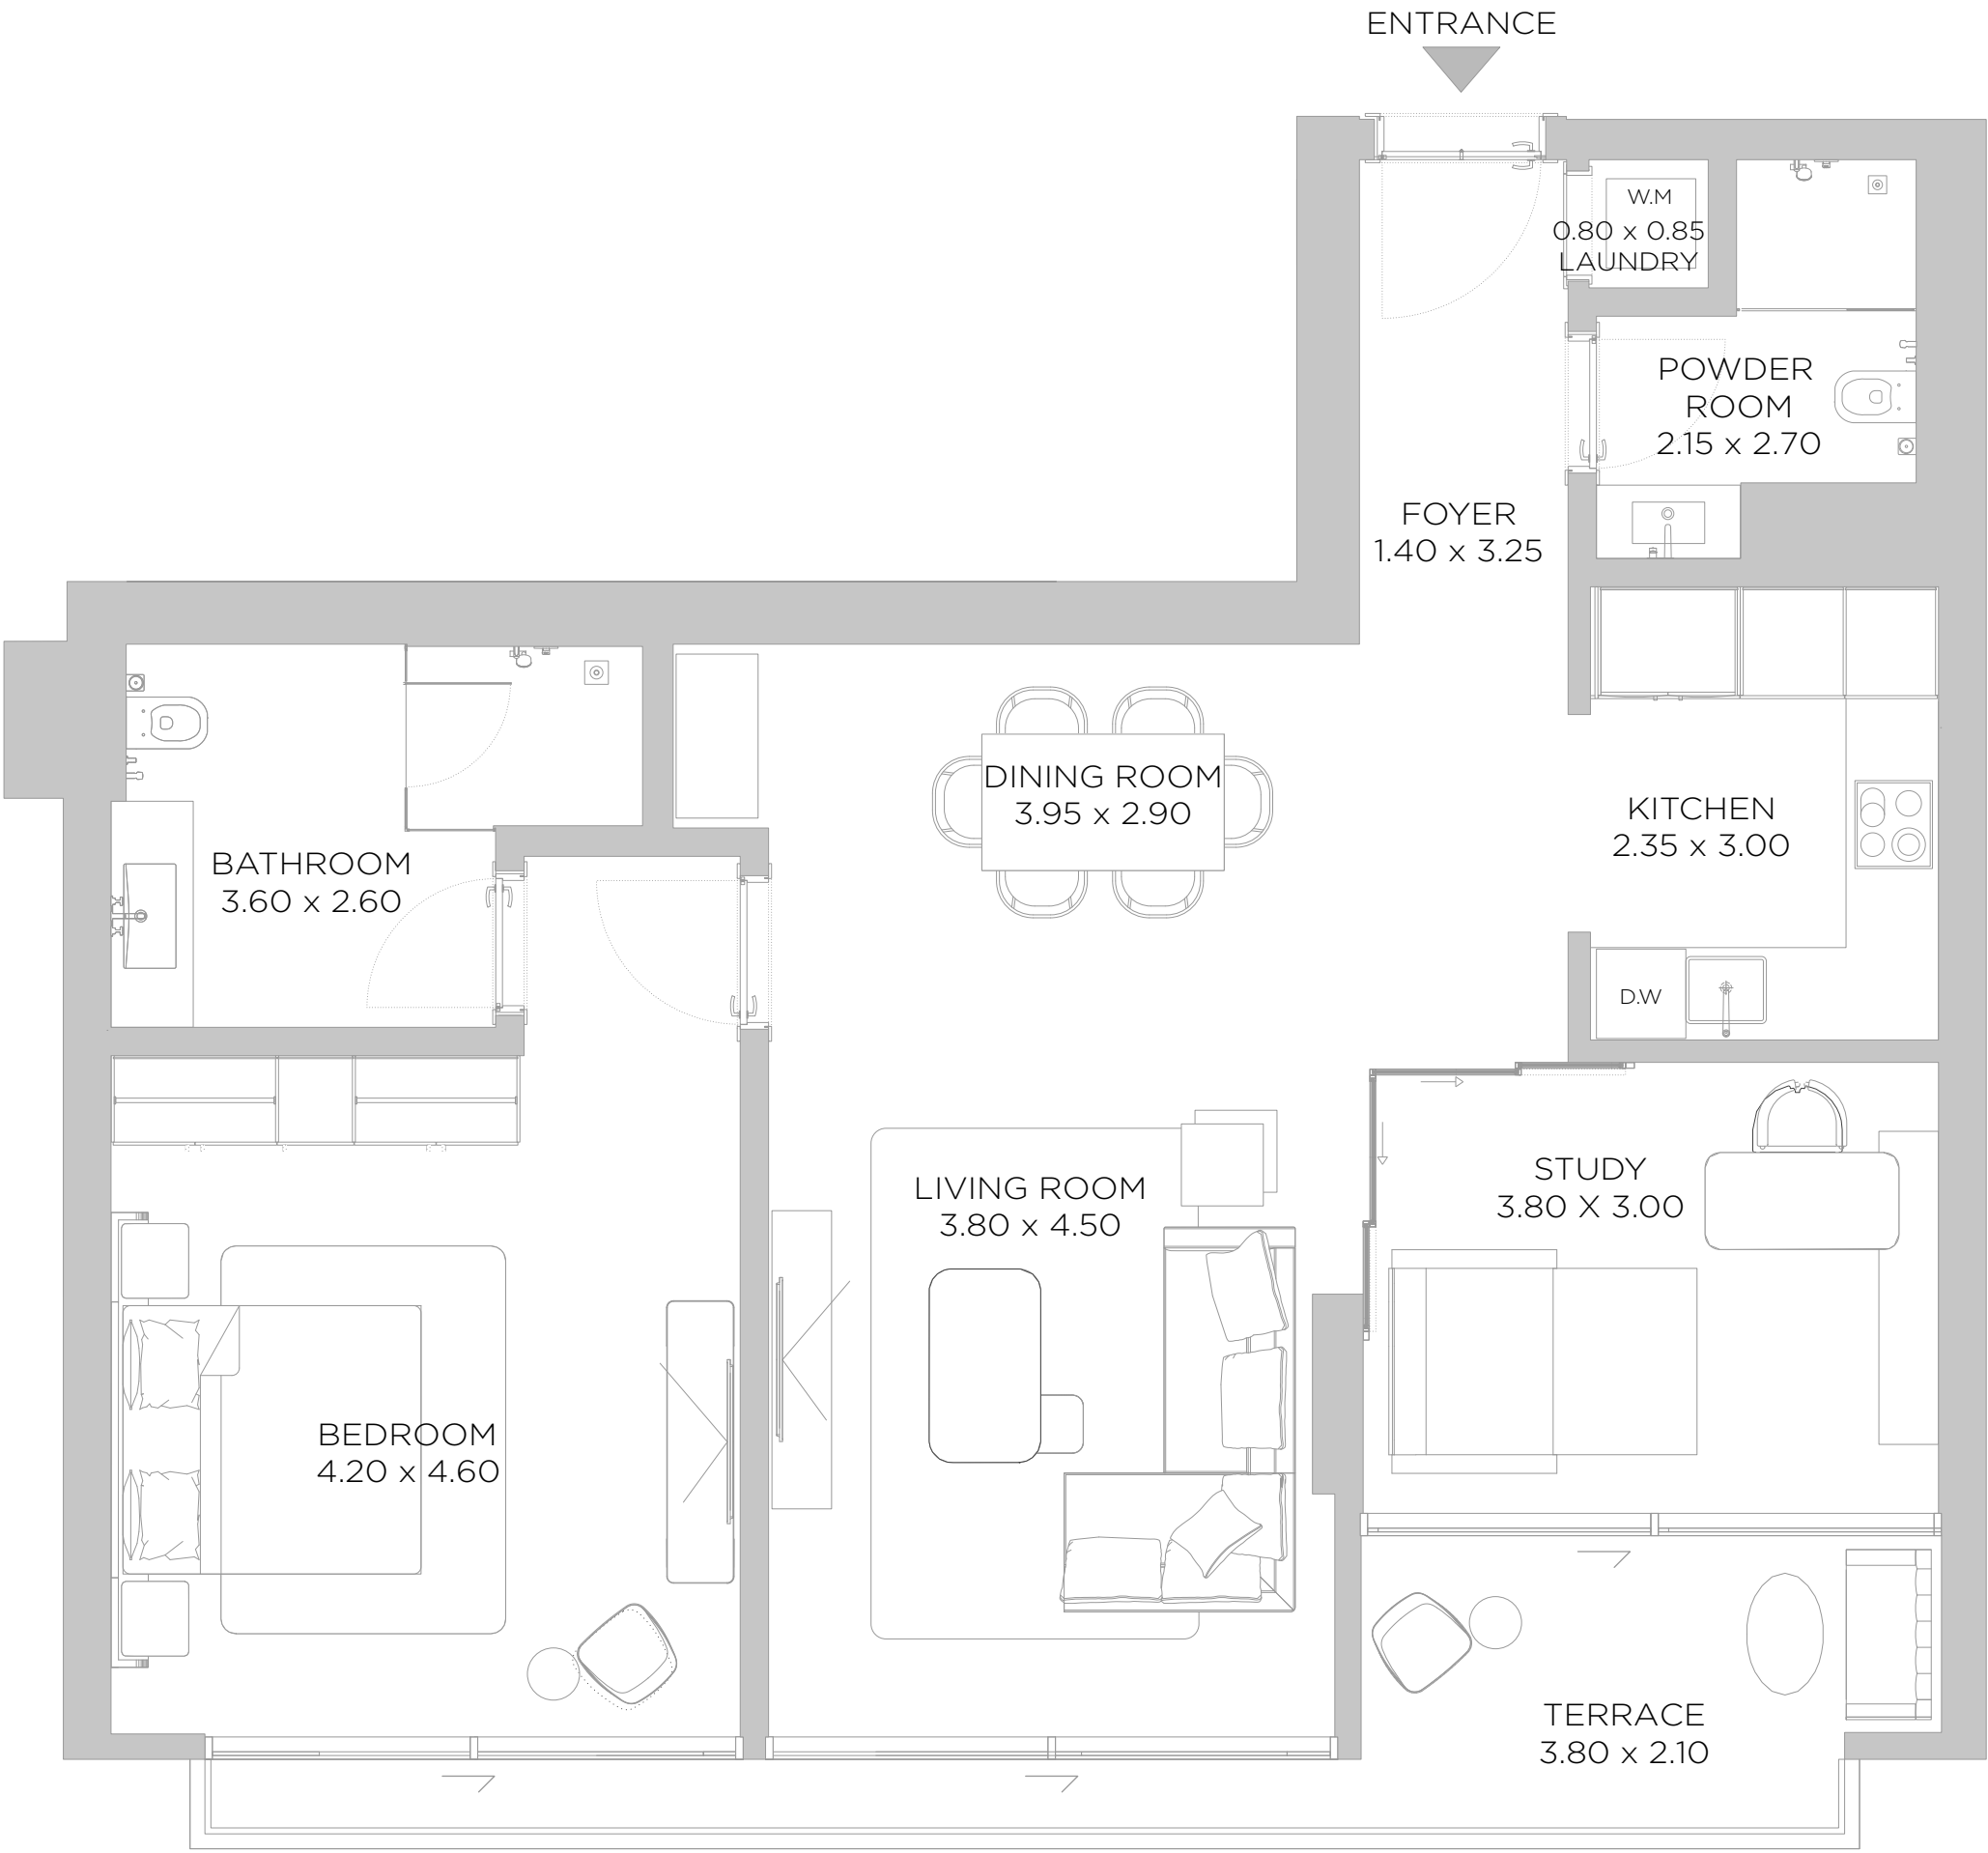 ENTRANCE
W.M
0.80 x 0.85
LAUNDRY
POWDER
ROOM
2.15 x 2.70
FOYER
1.40 x 3.25
DINING ROOM
3.95 x 2.90
KITCHEN
2.35 x 3.00
BATHROOM
3.60 x 2.60
D.W
LIVING ROOM
3.80 x 4.50
STUDY
3.80 X 3.00
BEDROOM
4.20 x 4.60
TERRACE
3.80 x 2.10